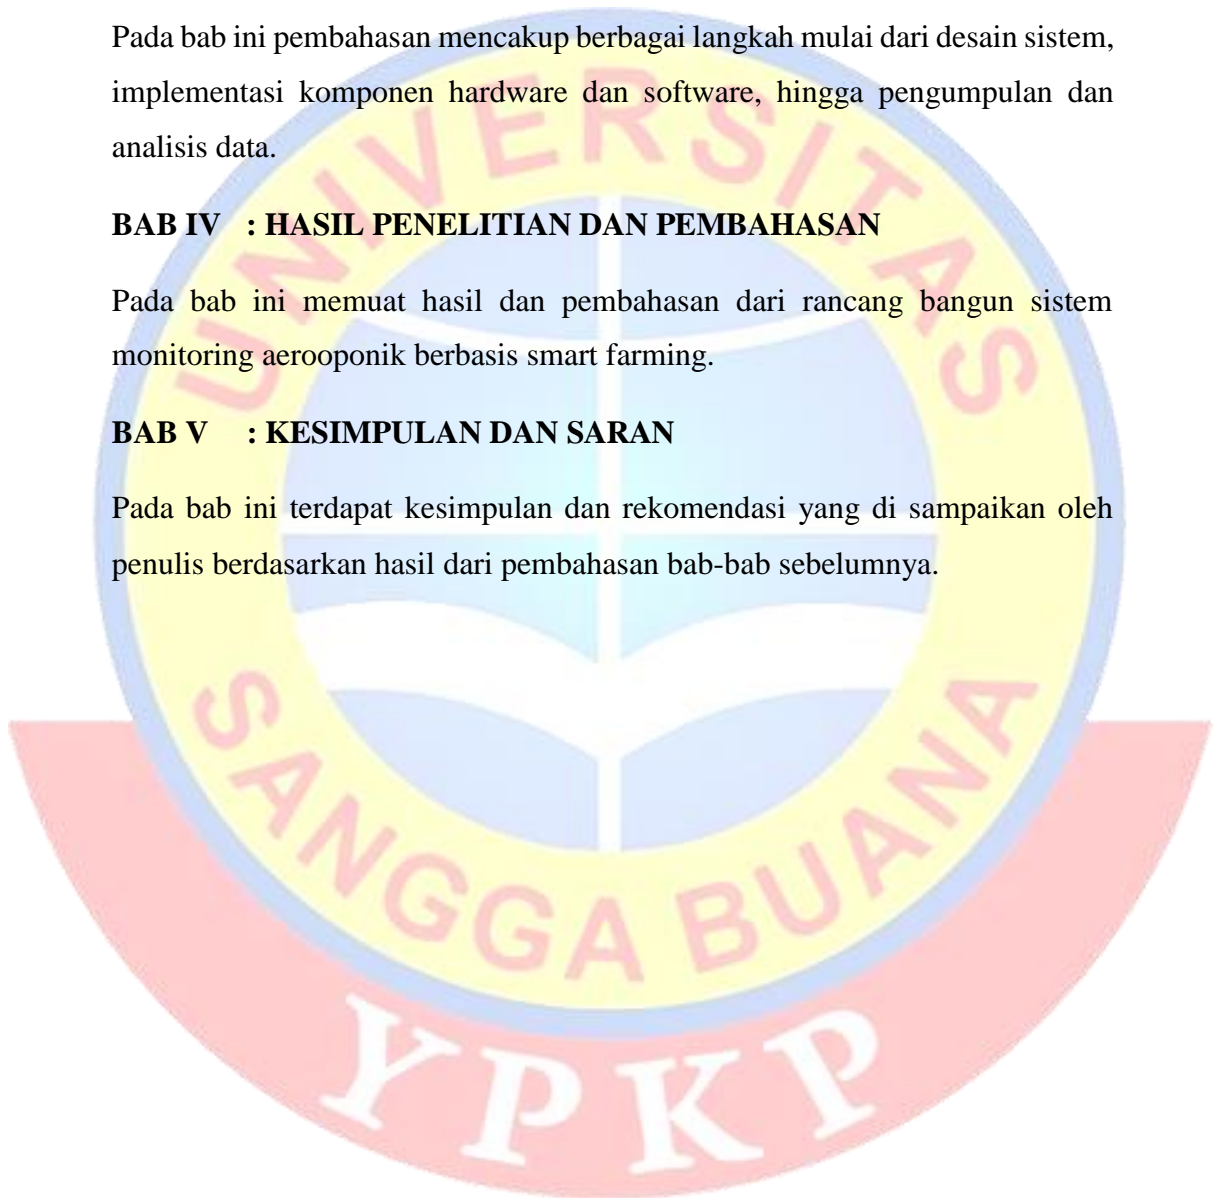 Pada bab ini pembahasan mencakup berbagai langkah mulai dari desain sistem,
implementasi komponen hardware dan software, hingga pengumpulan dan
analisis data.
BAB IV : HASIL PENELITIAN DAN PEMBAHASAN
Pada bab ini memuat hasil dan pembahasan dari rancang bangun sistem
monitoring aerooponik berbasis smart farming.
BAB V : KESIMPULAN DAN SARAN
Pada bab ini terdapat kesimpulan dan rekomendasi yang di sampaikan oleh
penulis berdasarkan hasil dari pembahasan bab-bab sebelumnya.
UNIVERSITAS
SANGGA BUANA
YPKP